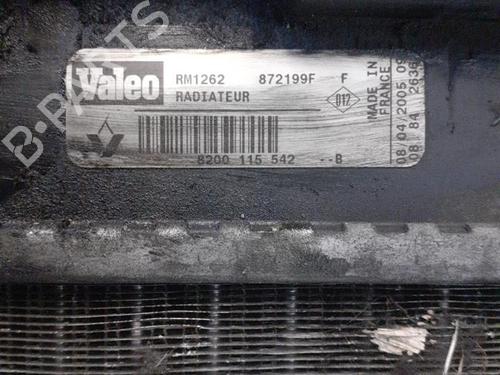 Valeo
RM1262 872199F F
RADIATEUR
012
8200 115 542 --B
MADE IN
FRANCE
08/04/2005 09
08. 84 2636
B-PARTS